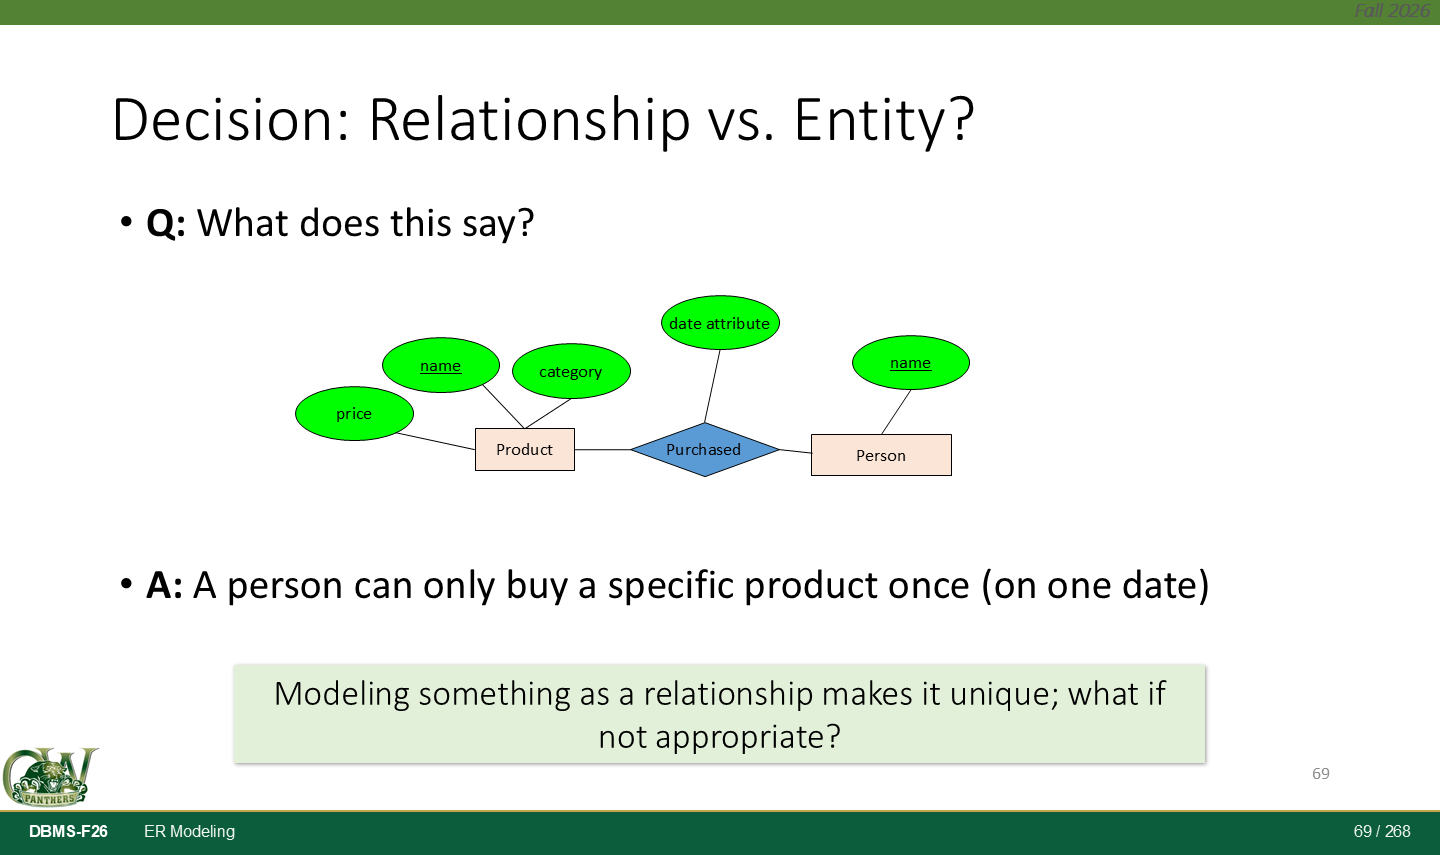 Fall 2026
Decision: Relationship vs. Entity?
• Q: What does this say?
date attribute
name
category
name
price
Product
Purchased
Person
• A: A person can only buy a specific product once (on one date)
Modeling something as a relationship makes it unique; what if
not appropriate?
OW
PANTHERS
69
DBMS-F26 ER Modeling 69 / 268